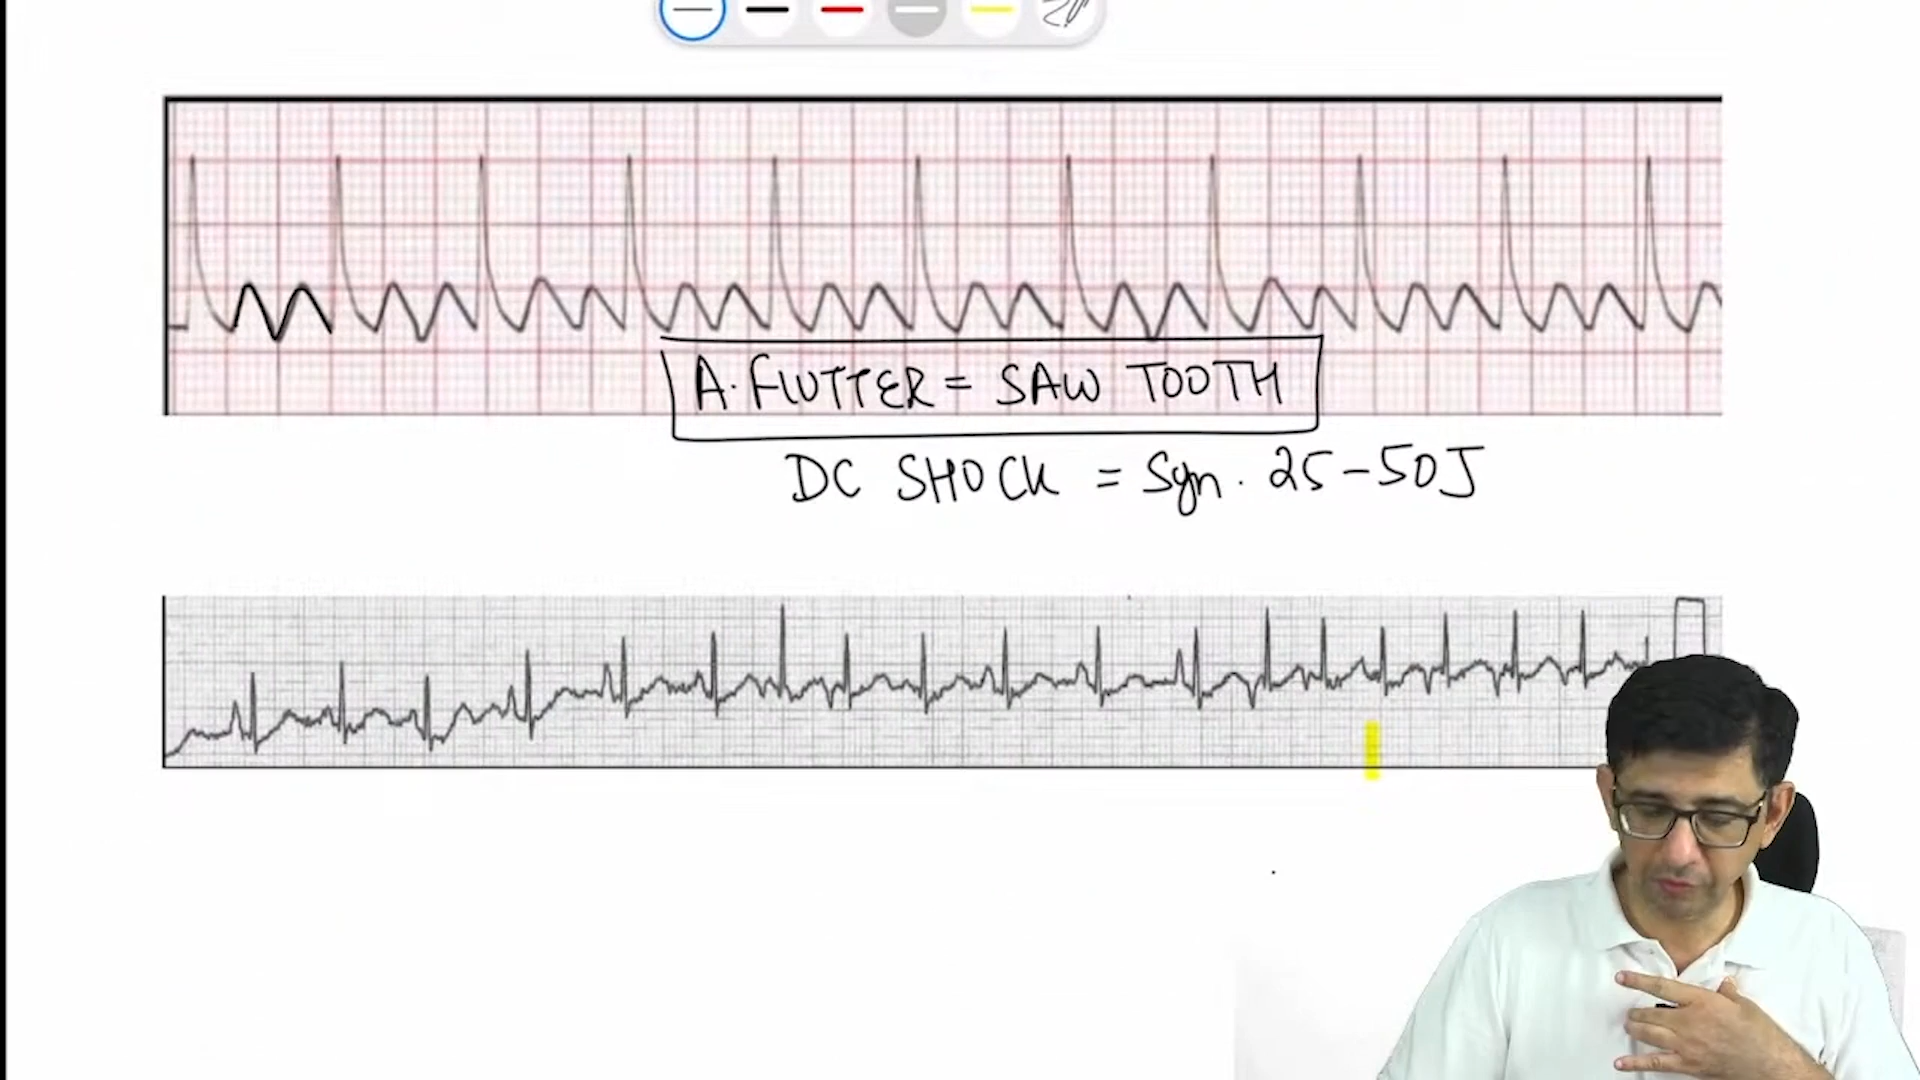 A. FLUTTER = SAW TOOTH
DC SHOCK = Syn. 25-50J